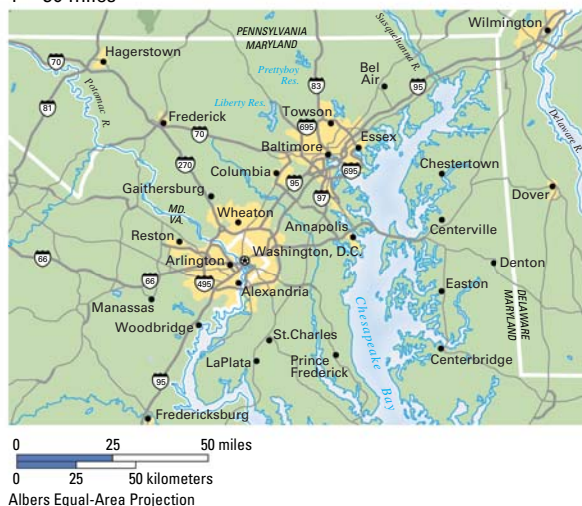 Wilmington
PENNSYLVANIA
MARYLAND
Susquehanna R.
Hagerstown
70
Prettyboy
Res.
83
Bel
Air
95
81
Potomac R.
Liberty Res.
Towson
695
Delaware R.
Frederick
70
Baltimore
Essex
270
Columbia
95
695
Chestertown
Gaithersburg
97
Dover
MD.
VA.
Wheaton
Annapolis
Centerville
Reston
Washington, D.C.
66
Arlington
Denton
66
495
Alexandria
Easton
Manassas
Chesapeake Bay
DELAWARE
MARYLAND
Woodbridge
St.Charles
LaPlata
Prince
Frederick
Centerbridge
95
Fredericksburg
0 25 50 miles
0 25 50 kilometers
Albers Equal-Area Projection